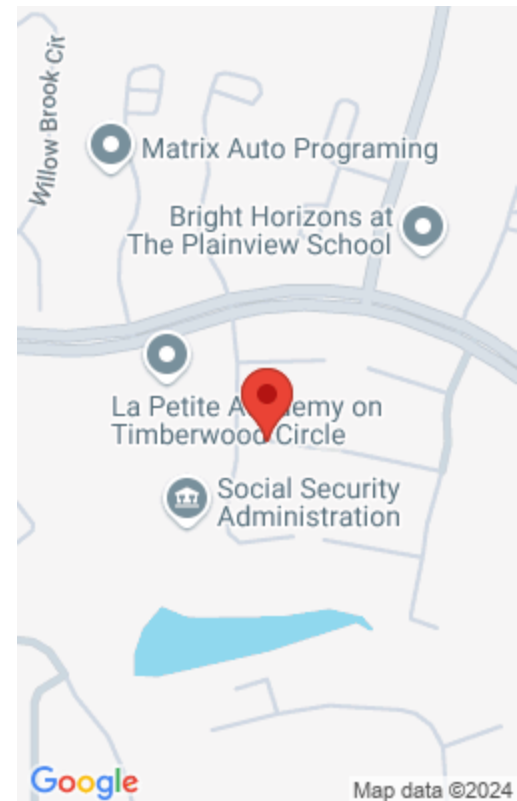 Willow Brook Cir
Matrix Auto Programing
Bright Horizons at
The Plainview School
La Petite Academy on
Timberwood Circle
Social Security
Administration
Google
Map data ©2024